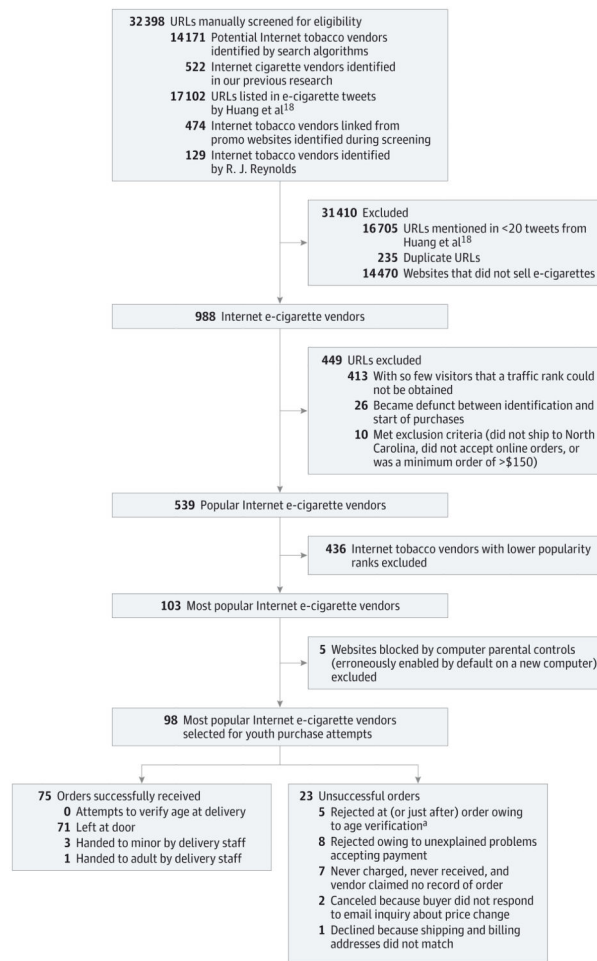 32 398 URLs manually screened for eligibility
14 171 Potential Internet tobacco vendors
identified by search algorithms
522 Internet cigarette vendors identified
in our previous research
17 102 URLs listed in e-cigarette tweets
by Huang et al18
474 Internet tobacco vendors linked from
promo websites identified during screening
129 Internet tobacco vendors identified
by R. J. Reynolds
31 410 Excluded
16 705 URLs mentioned in <20 tweets from
Huang et al18
235 Duplicate URLs
14 470 Websites that did not sell e-cigarettes
988 Internet e-cigarette vendors
449 URLs excluded
413 With so few visitors that a traffic rank could
not be obtained
26 Became defunct between identification and
start of purchases
10 Met exclusion criteria (did not ship to North
Carolina, did not accept online orders, or
was a minimum order of >$150)
539 Popular Internet e-cigarette vendors
436 Internet tobacco vendors with lower popularity
ranks excluded
103 Most popular Internet e-cigarette vendors
5 Websites blocked by computer parental controls
(erroneously enabled by default on a new computer)
excluded
98 Most popular Internet e-cigarette vendors
selected for youth purchase attempts
75 Orders successfully received
0 Attempts to verify age at delivery
71 Left at door
3 Handed to minor by delivery staff
1 Handed to adult by delivery staff
23 Unsuccessful orders
5 Rejected at (or just after) order owing
to age verificationa
8 Rejected owing to unexplained problems
accepting payment
7 Never charged, never received, and
vendor claimed no record of order
2 Canceled because buyer did not respond
to email inquiry about price change
1 Declined because shipping and billing
addresses did not match